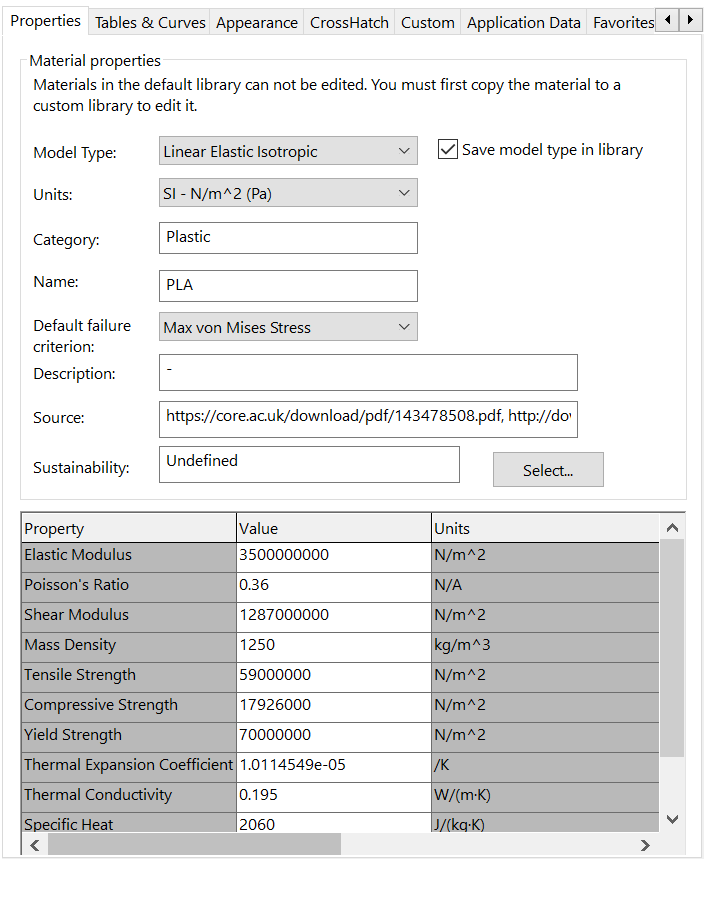 Properties Tables & Curves Appearance CrossHatch Custom Application Data Favorites
Material properties
Materials in the default library can not be edited. You must first copy the material to a
custom library to edit it.
Model Type: Linear Elastic Isotropic Save model type in library
Units: SI - N/m^2 (Pa)
Category: Plastic
Name: PLA
Default failure
criterion: Max von Mises Stress
Description: -
Source: https://core.ac.uk/download/pdf/143478508.pdf, http://dov
Sustainability: Undefined Select...
Property Value Units
Elastic Modulus 3500000000 N/m^2
Poisson's Ratio 0.36 N/A
Shear Modulus 1287000000 N/m^2
Mass Density 1250 kg/m^3
Tensile Strength 59000000 N/m^2
Compressive Strength 17926000 N/m^2
Yield Strength 70000000 N/m^2
Thermal Expansion Coefficient 1.0114549e-05 /K
Thermal Conductivity 0.195 W/(m·K)
Specific Heat 2060 J/(kg·K)